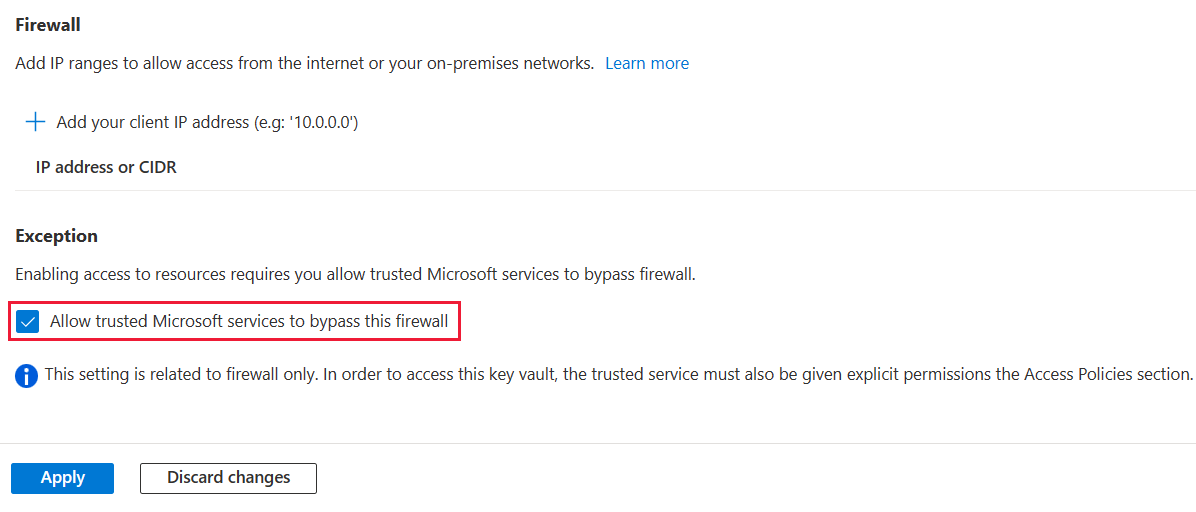 Firewall
Add IP ranges to allow access from the internet or your on-premises networks. Learn more
Add your client IP address (e.g: '10.0.0.0')
IP address or CIDR
Exception
Enabling access to resources requires you allow trusted Microsoft services to bypass firewall.
Allow trusted Microsoft services to bypass this firewall
This setting is related to firewall only. In order to access this key vault, the trusted service must also be given explicit permissions the Access Policies section.
Apply Discard changes